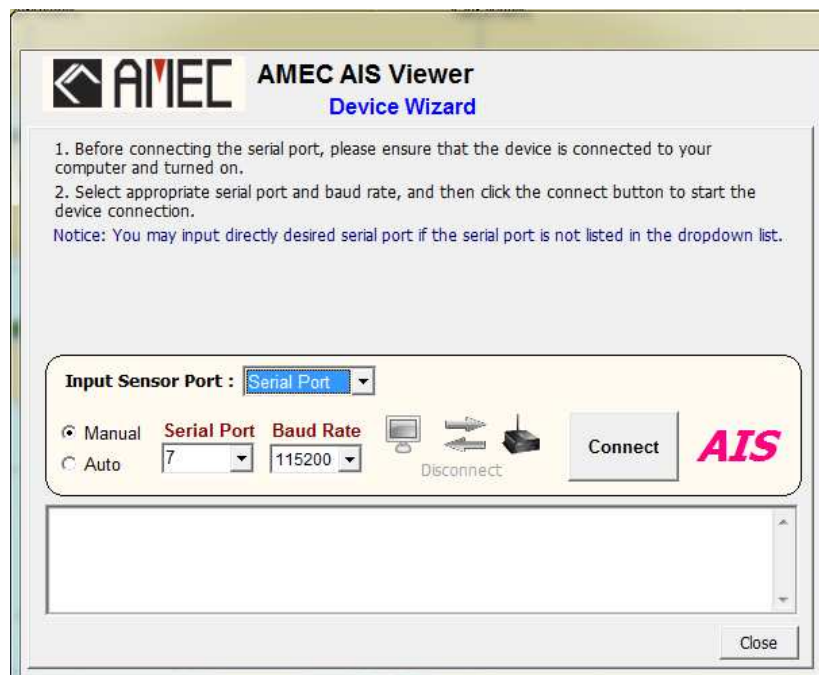 AMEC
AMEC AIS Viewer
Device Wizard
1. Before connecting the serial port, please ensure that the device is connected to your
computer and turned on.
2. Select appropriate serial port and baud rate, and then click the connect button to start the
device connection.
Notice: You may input directly desired serial port if the serial port is not listed in the dropdown list.
Input Sensor Port : Serial Port
Manual
Auto
Serial Port
7
Baud Rate
115200
Disconnect
Connect
AIS
Close